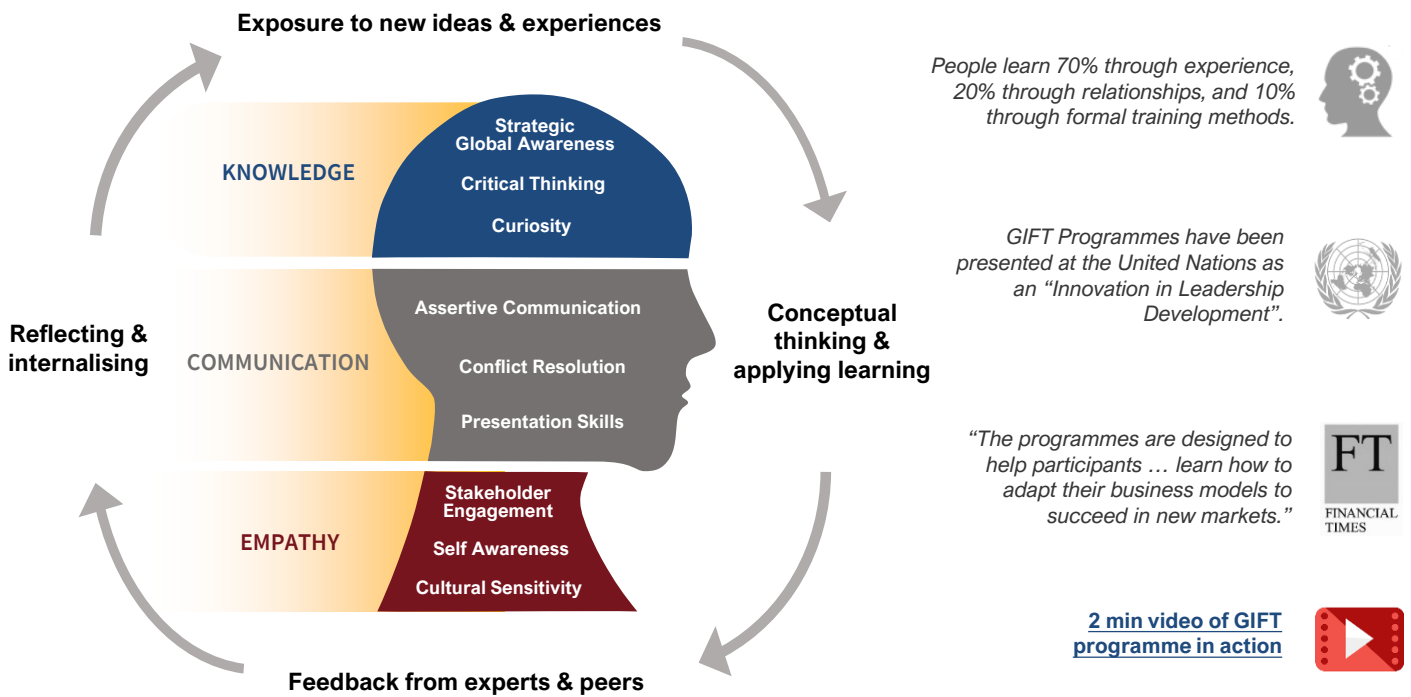 Exposure to new ideas & experiences
KNOWLEDGE
Strategic
Global Awareness
Critical Thinking
Curiosity
COMMUNICATION
Assertive Communication
Conflict Resolution
Presentation Skills
EMPATHY
Stakeholder
Engagement
Self Awareness
Cultural Sensitivity
Conceptual
thinking &
applying learning
Feedback from experts & peers
Reflecting &
internalising
People learn 70% through experience,
20% through relationships, and 10%
through formal training methods.
GIFT Programmes have been
presented at the United Nations as
an “Innovation in Leadership
Development”.
“The programmes are designed to
help participants … learn how to
adapt their business models to
succeed in new markets.”
FT
FINANCIAL
TIMES
2 min video of GIFT
programme in action